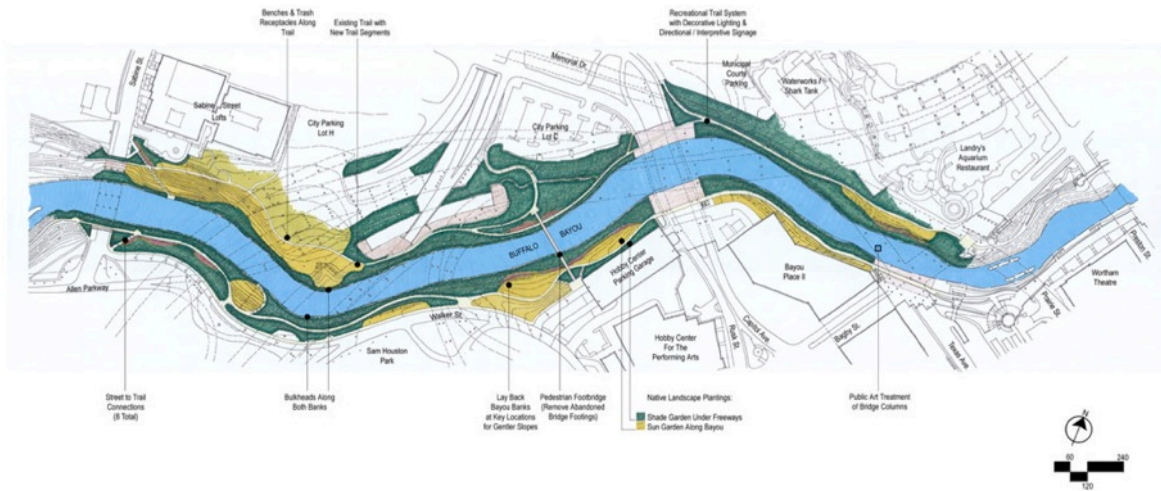 Benches & Trash
Receptacles Along
Trail
Existing Trail with
New Trail Segments
Recreational Trail System
with Decorative Lighting &
Directional / Interpretive Signage
Sabine St.
Sabine Street
Lofts
City Parking
Lot H
Memorial Dr.
City Parking
Lot C
Municipal
Courts
Parking
Waterworks /
Shark Tank
Landry's
Aquarium
Restaurant
BUFFALO BAYOU
Allen Parkway
Walker St.
Sam Houston
Park
Hobby Center
Parking Garage
Hobby Center
For The
Performing Arts
Rusk St.
Capitol Ave.
Bayou
Place II
Bagby St.
Texas Ave.
Prairie St.
Preston St.
Wortham
Theatre
Street to Trail
Connections
(8 Total)
Bulkheads Along
Both Banks
Lay Back
Bayou Banks
at Key Locations
for Gentler Slopes
Pedestrian Footbridge
(Remove Abandoned
Bridge Footings)
Native Landscape Plantings:
Shade Garden Under Freeways
Sun Garden Along Bayou
Public Art Treatment
of Bridge Columns
N
60 240
120